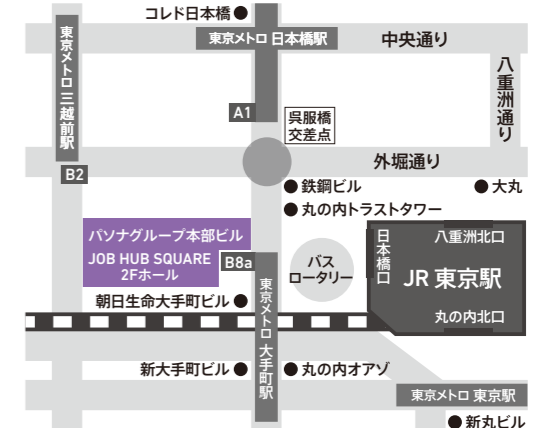 コレド日本橋
東京メトロ 日本橋駅
中央通り
東京メトロ 三越前駅
八重洲通り
A1
呉服橋
交差点
外堀通り
B2
鉄鋼ビル
大丸
丸の内トラストタワー
パソナグループ本部ビル
JOB HUB SQUARE
2Fホール
B8a
バス
ロータリー
日本橋口
八重洲北口
JR 東京駅
丸の内北口
朝日生命大手町ビル
東京メトロ 大手町駅
新大手町ビル
丸の内オアゾ
東京メトロ 東京駅
新丸ビル